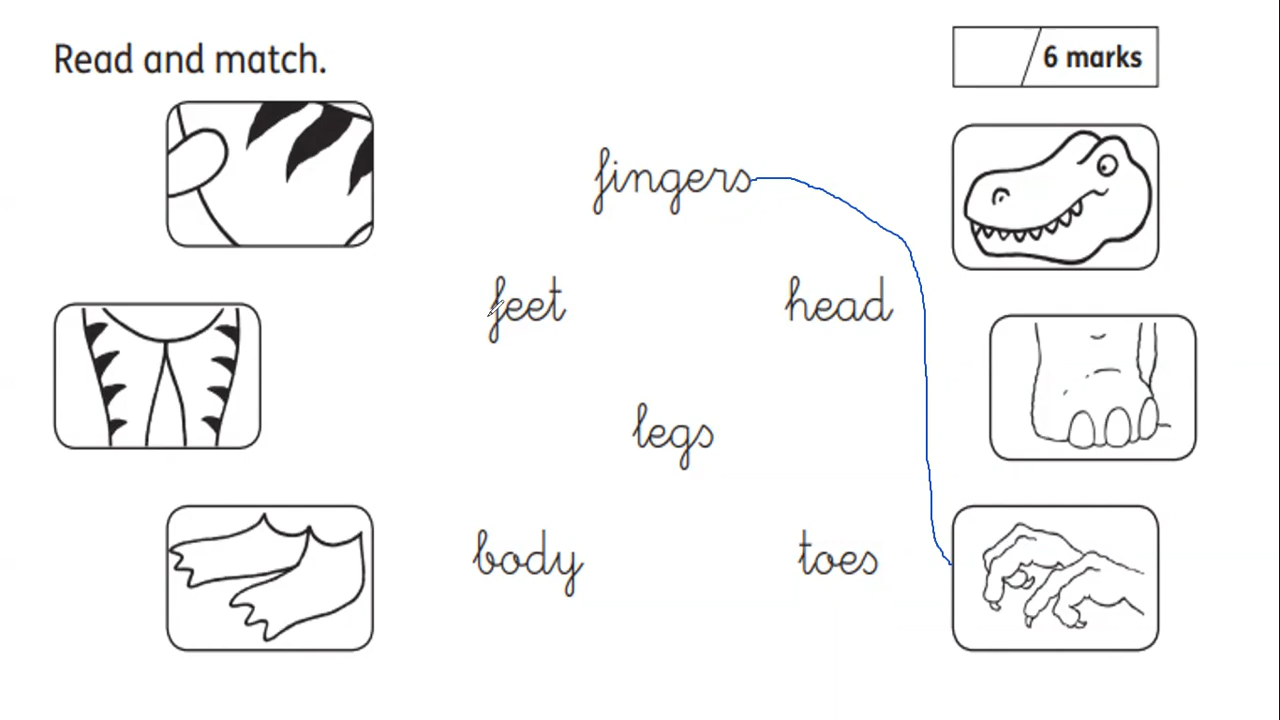 Read and match.
6 marks
fingers
feet
head
legs
body
toes